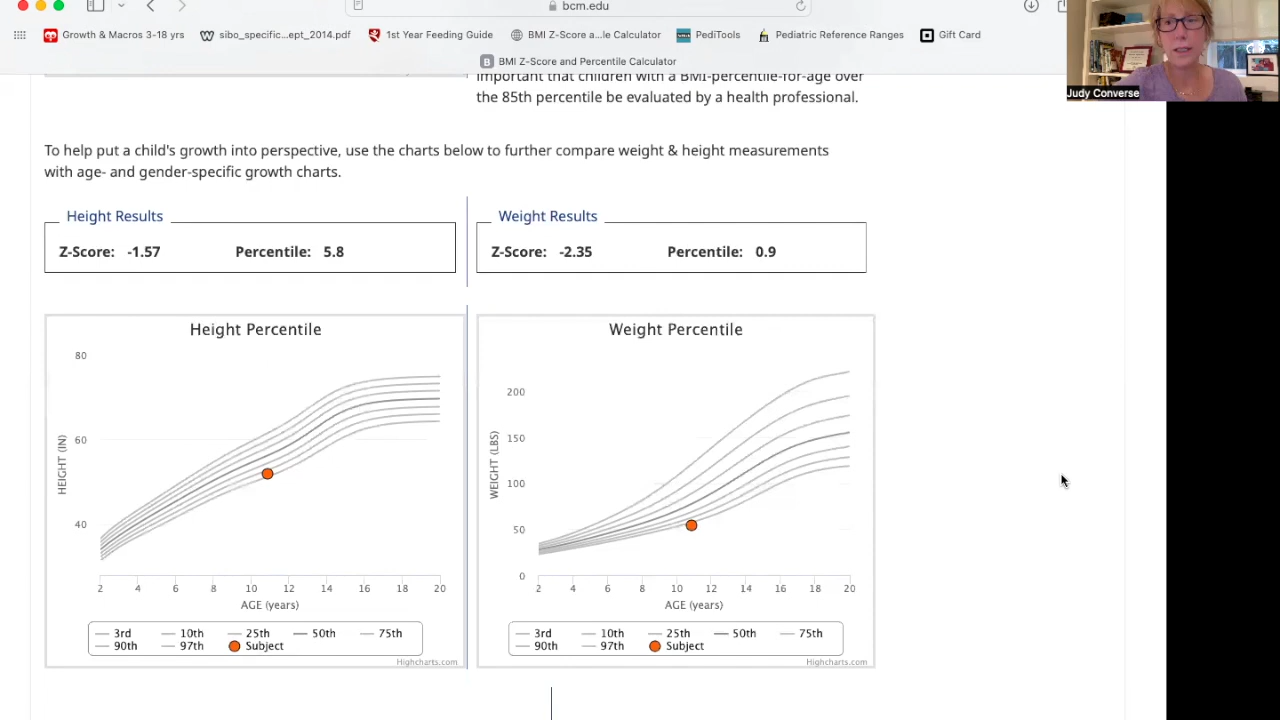 bcm.edu
Growth & Macros 3-18 yrs
sibo_specific...ept_2014.pdf
1st Year Feeding Guide
BMI Z-Score a...le Calculator
PediTools
Pediatric Reference Ranges
Gift Card
BMI Z-Score and Percentile Calculator
Judy Converse
important that children with a BMI-percentile-for-age over
the 85th percentile be evaluated by a health professional.
To help put a child's growth into perspective, use the charts below to further compare weight & height measurements
with age- and gender-specific growth charts.
Height Results
Z-Score: -1.57 Percentile: 5.8
Weight Results
Z-Score: -2.35 Percentile: 0.9
Height Percentile
80
60
40
HEIGHT (IN)
2 4 6 8 10 12 14 16 18 20
AGE (years)
3rd 10th 25th 50th 75th
90th 97th Subject
Highcharts.com
Weight Percentile
200
150
100
50
0
WEIGHT (LBS)
2 4 6 8 10 12 14 16 18 20
AGE (years)
3rd 10th 25th 50th 75th
90th 97th Subject
Highcharts.com